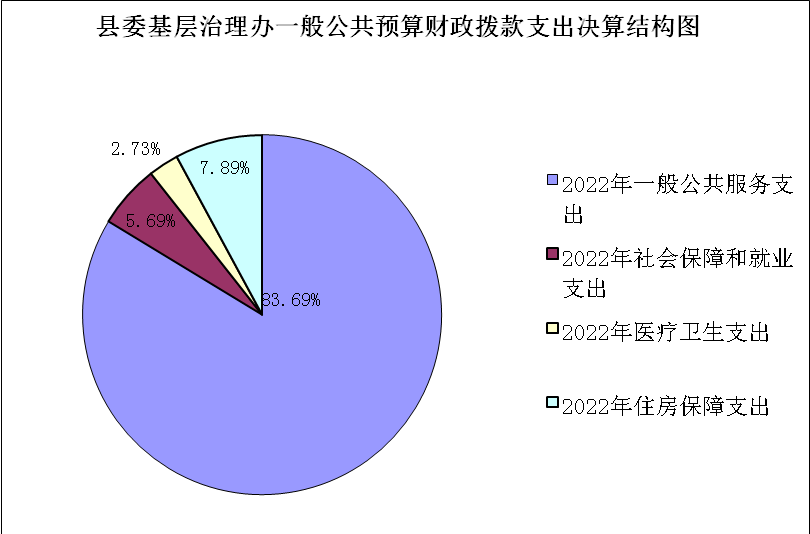 县委基层治理办一般公共预算财政拨款支出决算结构图
2.73%
7.89%
5.69%
83.69%
2022年一般公共服务支
出
2022年社会保障和就业
支出
2022年医疗卫生支出
2022年住房保障支出